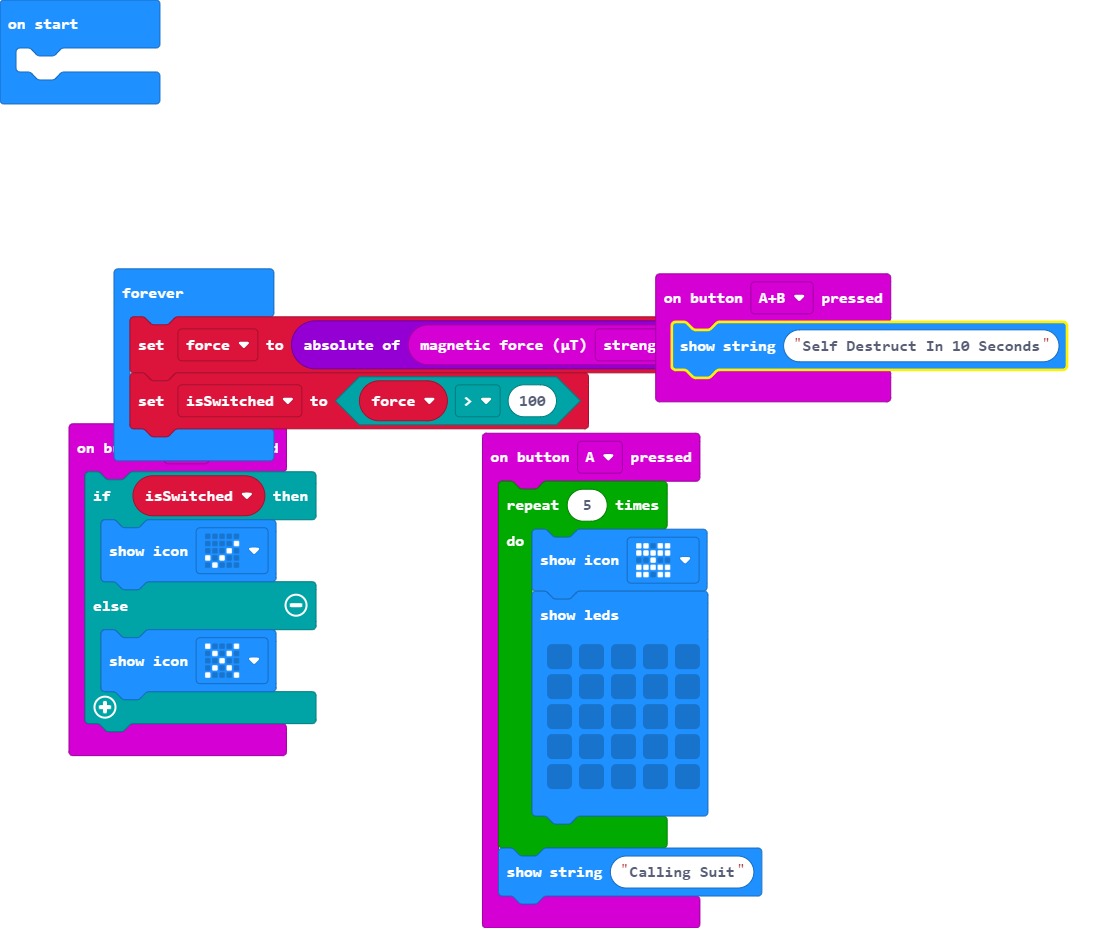 on start
forever
set force to absolute of magnetic force (µT)
set isSwitched to force > 100
on button A+B pressed
show string "Self Destruct In 10 Seconds"
on
if isSwitched then
show icon
else
show icon
on button A pressed
repeat 5 times
do
show icon
show leds
show string "Calling Suit"